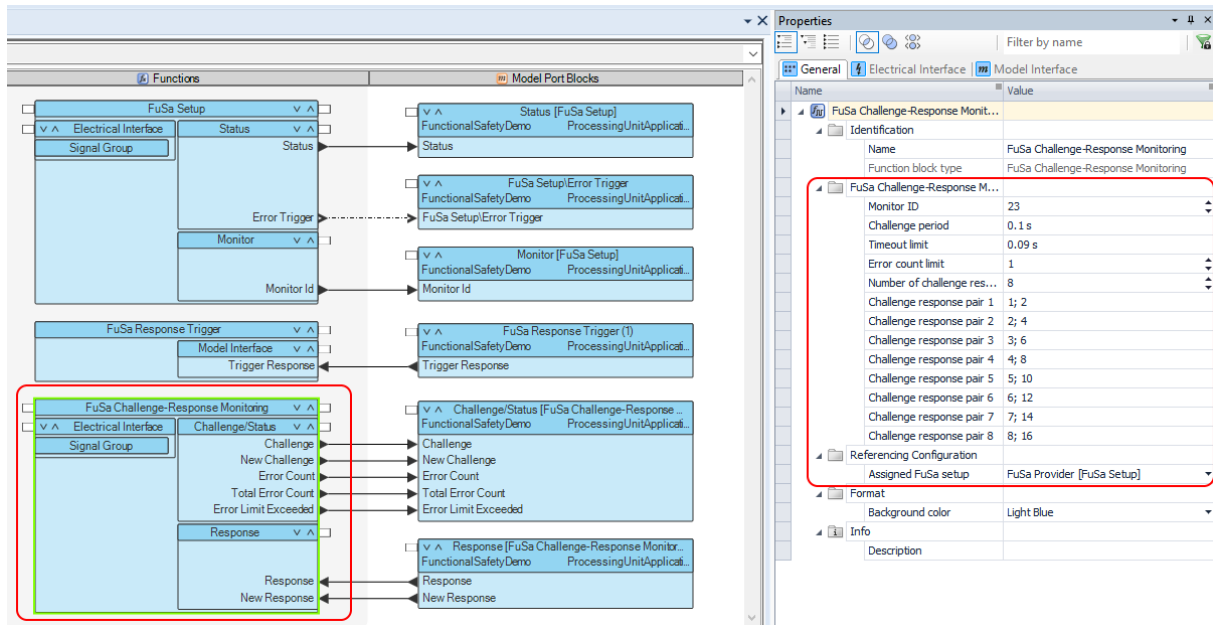 Functions
Model Port Blocks
FuSa Setup
Electrical Interface
Status
Signal Group
Status
Error Trigger
Monitor
Monitor Id
Status [FuSa Setup]
FunctionalSafetyDemo ProcessingUnitApplicati...
Status
FuSa Setup\Error Trigger
FunctionalSafetyDemo ProcessingUnitApplicati...
FuSa Setup\Error Trigger
Monitor [FuSa Setup]
FunctionalSafetyDemo ProcessingUnitApplicati...
Monitor Id
FuSa Response Trigger
Model Interface
Trigger Response
FuSa Response Trigger (1)
FunctionalSafetyDemo ProcessingUnitApplicati...
Trigger Response
FuSa Challenge-Response Monitoring
Electrical Interface
Challenge/Status
Signal Group
Challenge
New Challenge
Error Count
Total Error Count
Error Limit Exceeded
Response
Response
New Response
Challenge/Status [FuSa Challenge-Response ...
FunctionalSafetyDemo ProcessingUnitApplicati...
Challenge
New Challenge
Error Count
Total Error Count
Error Limit Exceeded
Response [FuSa Challenge-Response Monitor...
FunctionalSafetyDemo ProcessingUnitApplicati...
Response
New Response
Properties
Filter by name
General Electrical Interface Model Interface
Name Value
FuSa Challenge-Response Monit...
Identification
Name FuSa Challenge-Response Monitoring
Function block type FuSa Challenge-Response Monitoring
FuSa Challenge-Response M...
Monitor ID 23
Challenge period 0.1 s
Timeout limit 0.09 s
Error count limit 1
Number of challenge res... 8
Challenge response pair 1 1; 2
Challenge response pair 2 2; 4
Challenge response pair 3 3; 6
Challenge response pair 4 4; 8
Challenge response pair 5 5; 10
Challenge response pair 6 6; 12
Challenge response pair 7 7; 14
Challenge response pair 8 8; 16
Referencing Configuration
Assigned FuSa setup FuSa Provider [FuSa Setup]
Format
Background color Light Blue
Info
Description